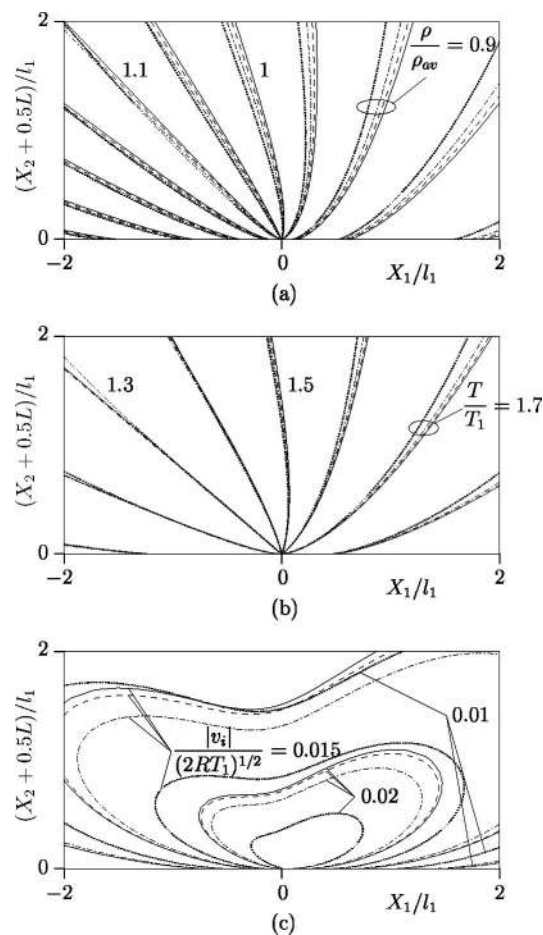 2
(X₂ + 0.5L)/l₁
0
1.1
1
ρ/ρ_av = 0.9
−2
0
2
X₁/l₁
(a)
2
(X₂ + 0.5L)/l₁
0
1.3
1.5
T/T₁ = 1.7
−2
0
2
X₁/l₁
(b)
2
(X₂ + 0.5L)/l₁
0
0.01
|v_i|/(2RT₁)^{1/2} = 0.015
0.02
−2
0
2
X₁/l₁
(c)